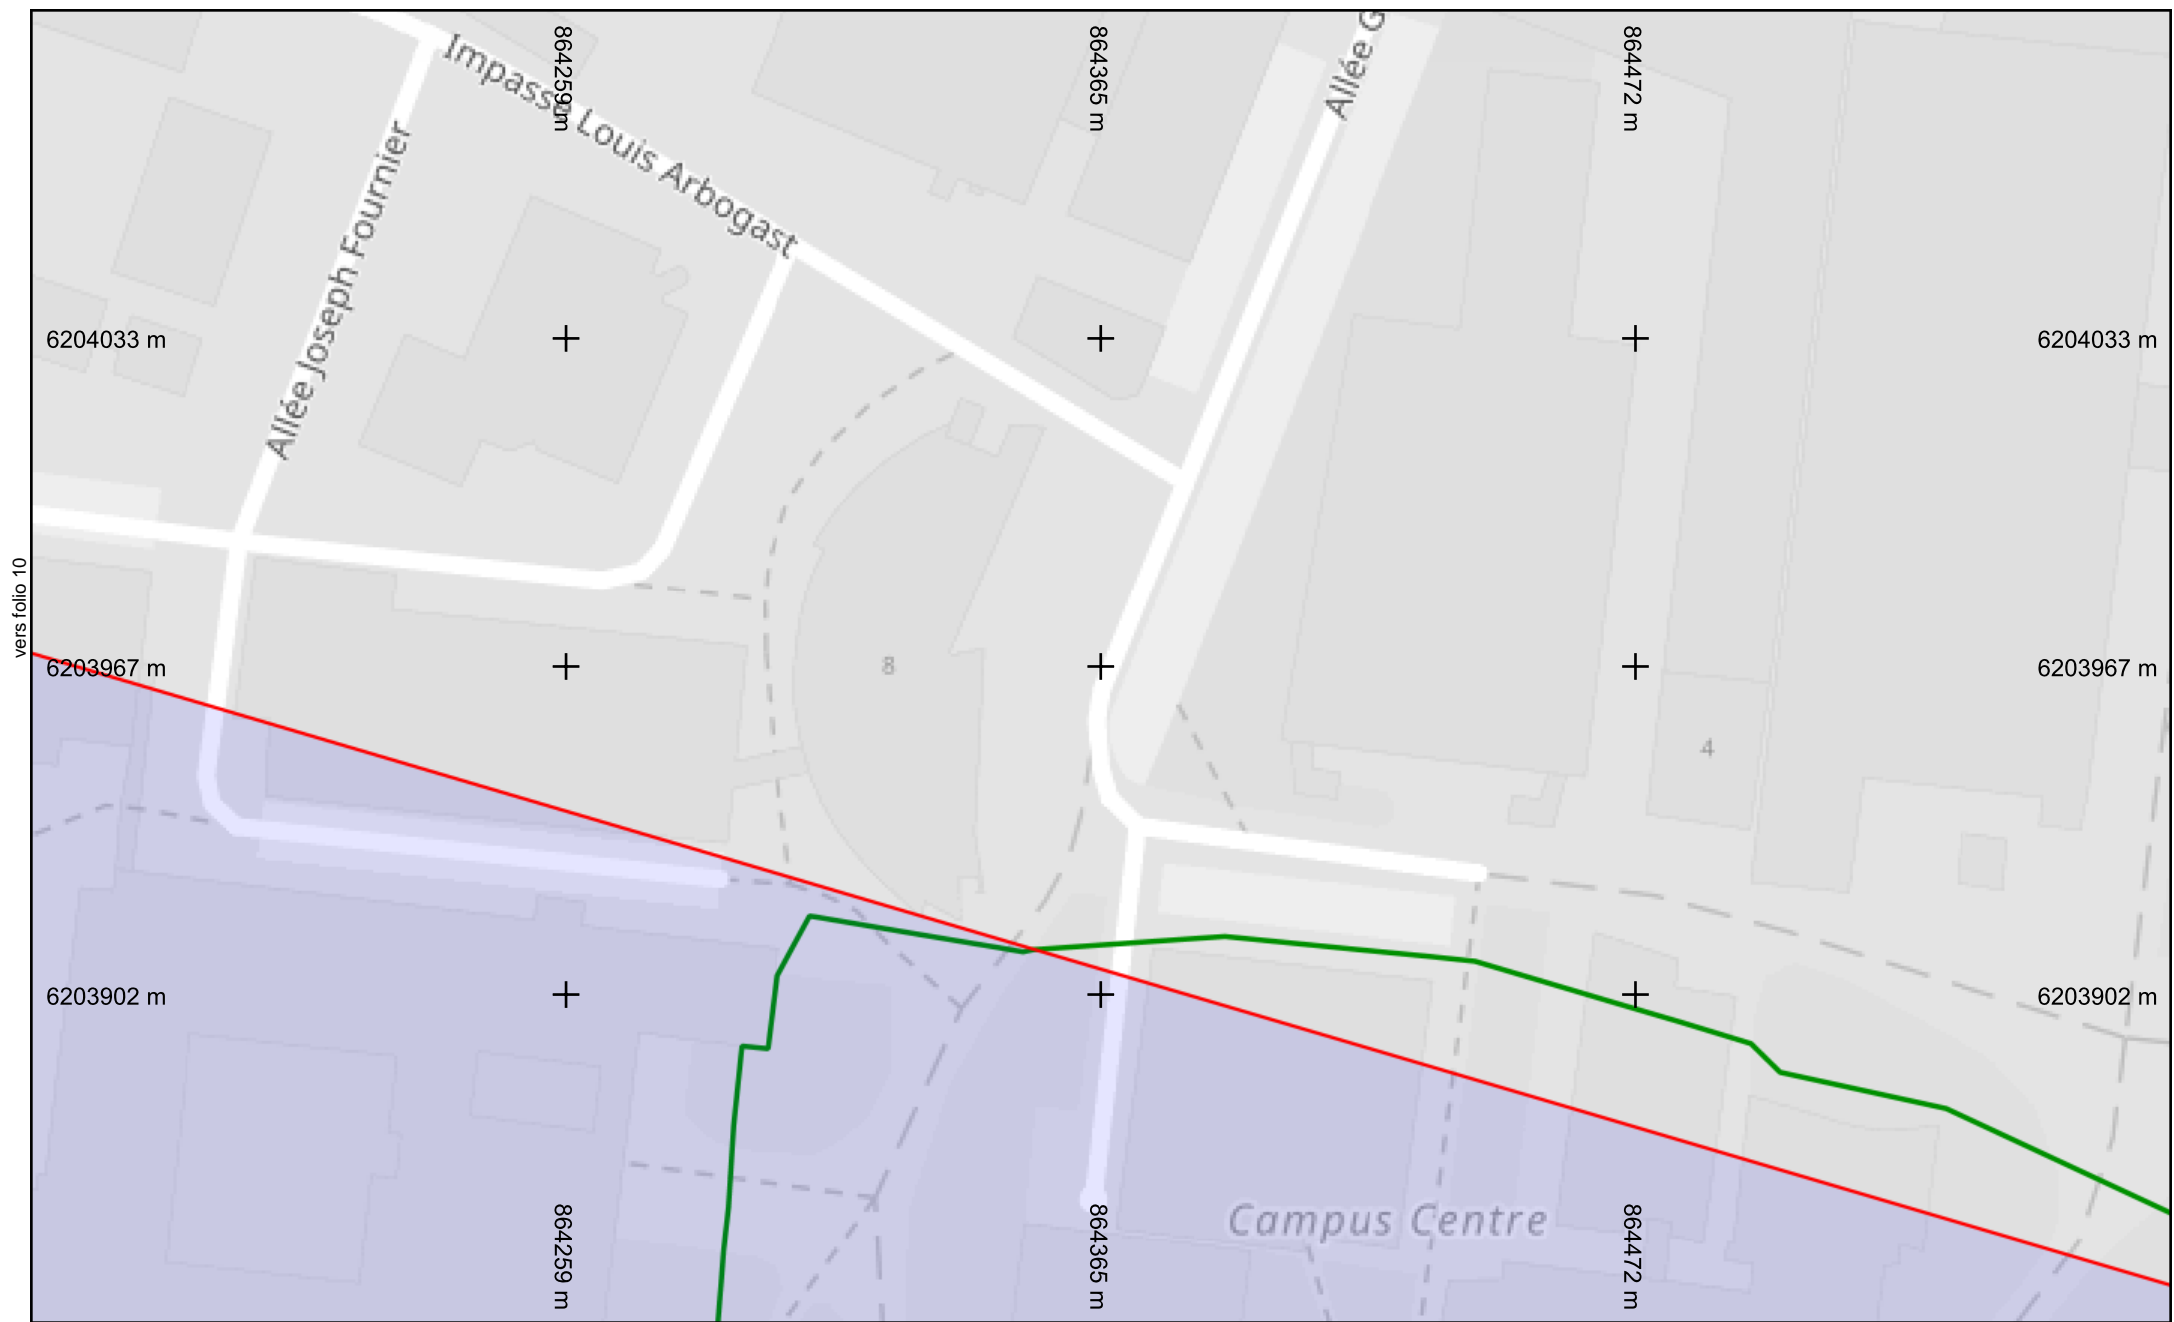 864259 m
864365 m
864472 m
Impasse Louis Arbogast
Allée G
Allée Joseph Fournier
6204033 m
6204033 m
vers folio 10
6203967 m
8
6203967 m
4
6203902 m
6203902 m
Campus Centre
864259 m
864365 m
864472 m